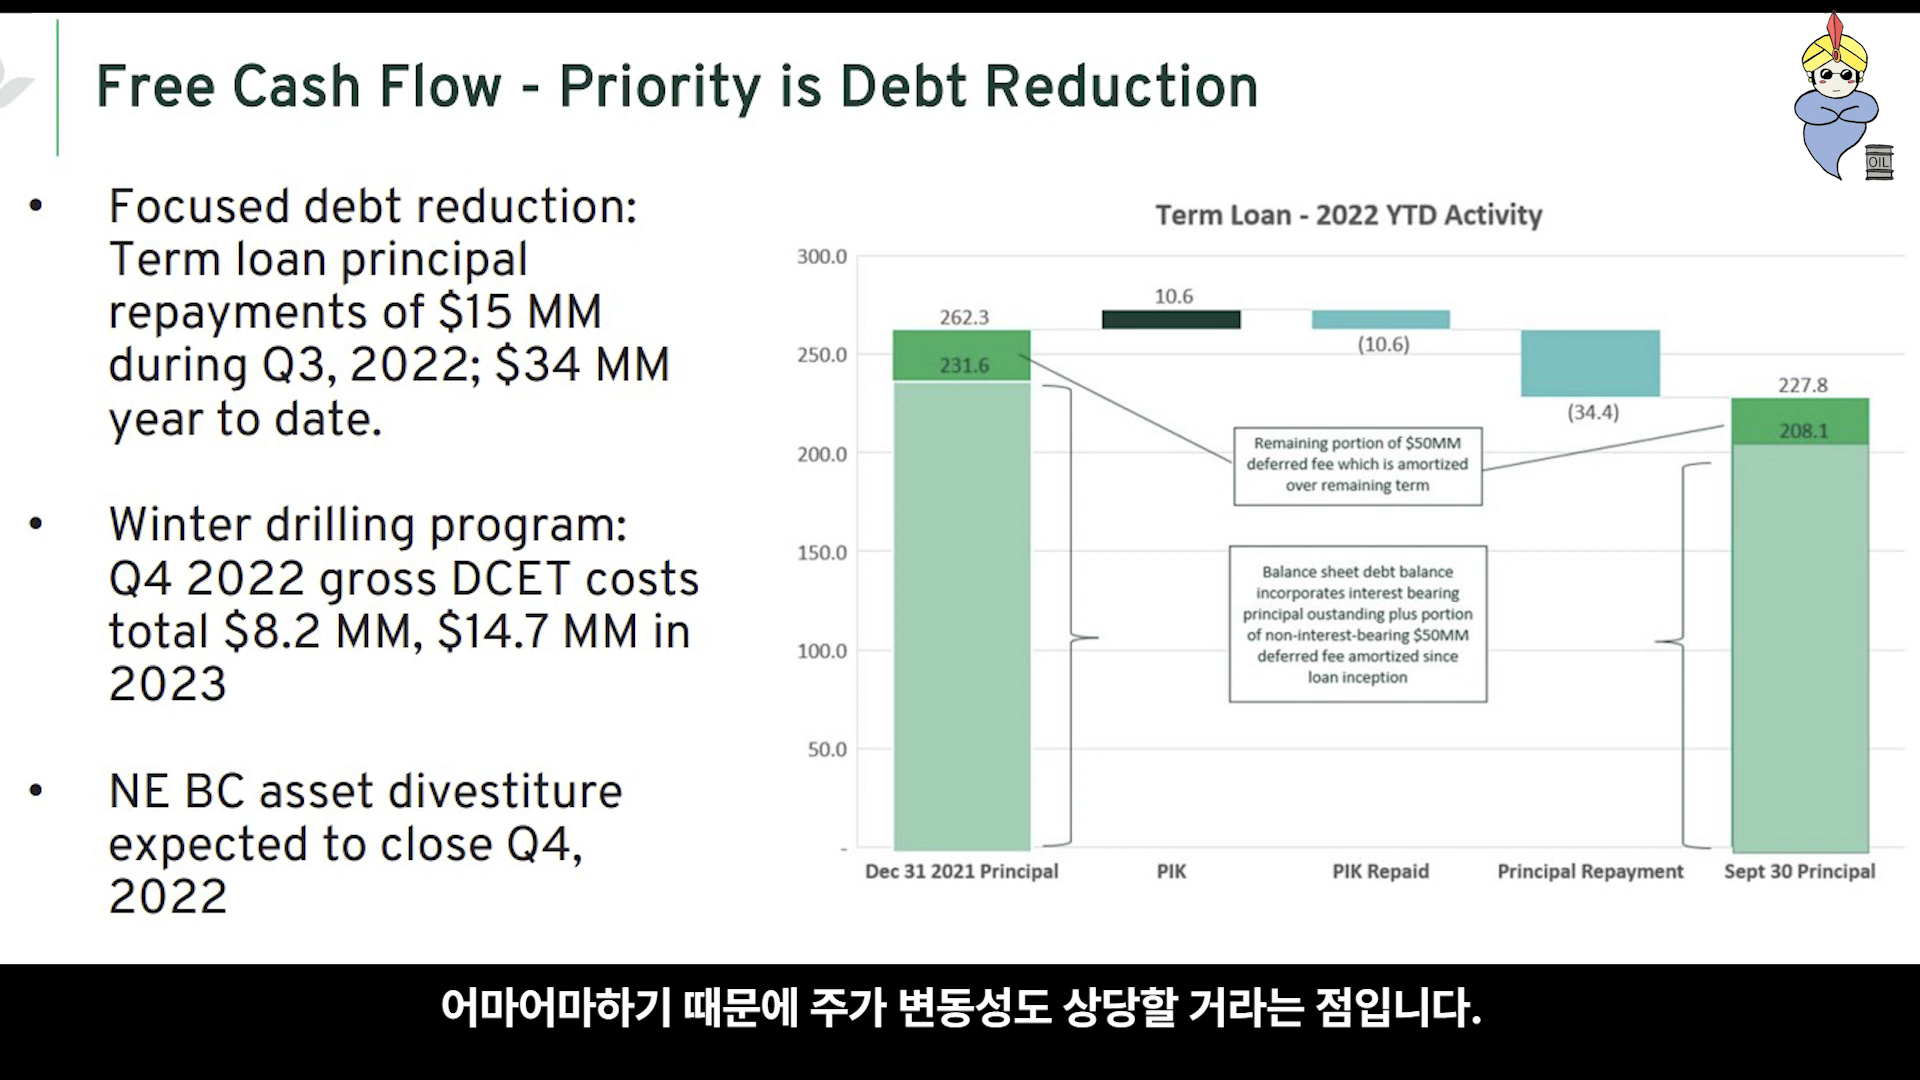 Free Cash Flow - Priority is Debt Reduction
OIL
• Focused debt reduction:
Term loan principal
repayments of $15 MM
during Q3, 2022; $34 MM
year to date.
• Winter drilling program:
Q4 2022 gross DCET costs
total $8.2 MM, $14.7 MM in
2023
• NE BC asset divestiture
expected to close Q4,
2022
Term Loan - 2022 YTD Activity
300.0
250.0
200.0
150.0
100.0
50.0
-
262.3
231.6
10.6
(10.6)
(34.4)
227.8
208.1
Remaining portion of $50MM
deferred fee which is amortized
over remaining term
Balance sheet debt balance
incorporates interest bearing
principal oustanding plus portion
of non-interest-bearing $50MM
deferred fee amortized since
loan inception
Dec 31 2021 Principal
PIK
PIK Repaid
Principal Repayment
Sept 30 Principal
어마어마하기 때문에 주가 변동성도 상당할 거라는 점입니다.